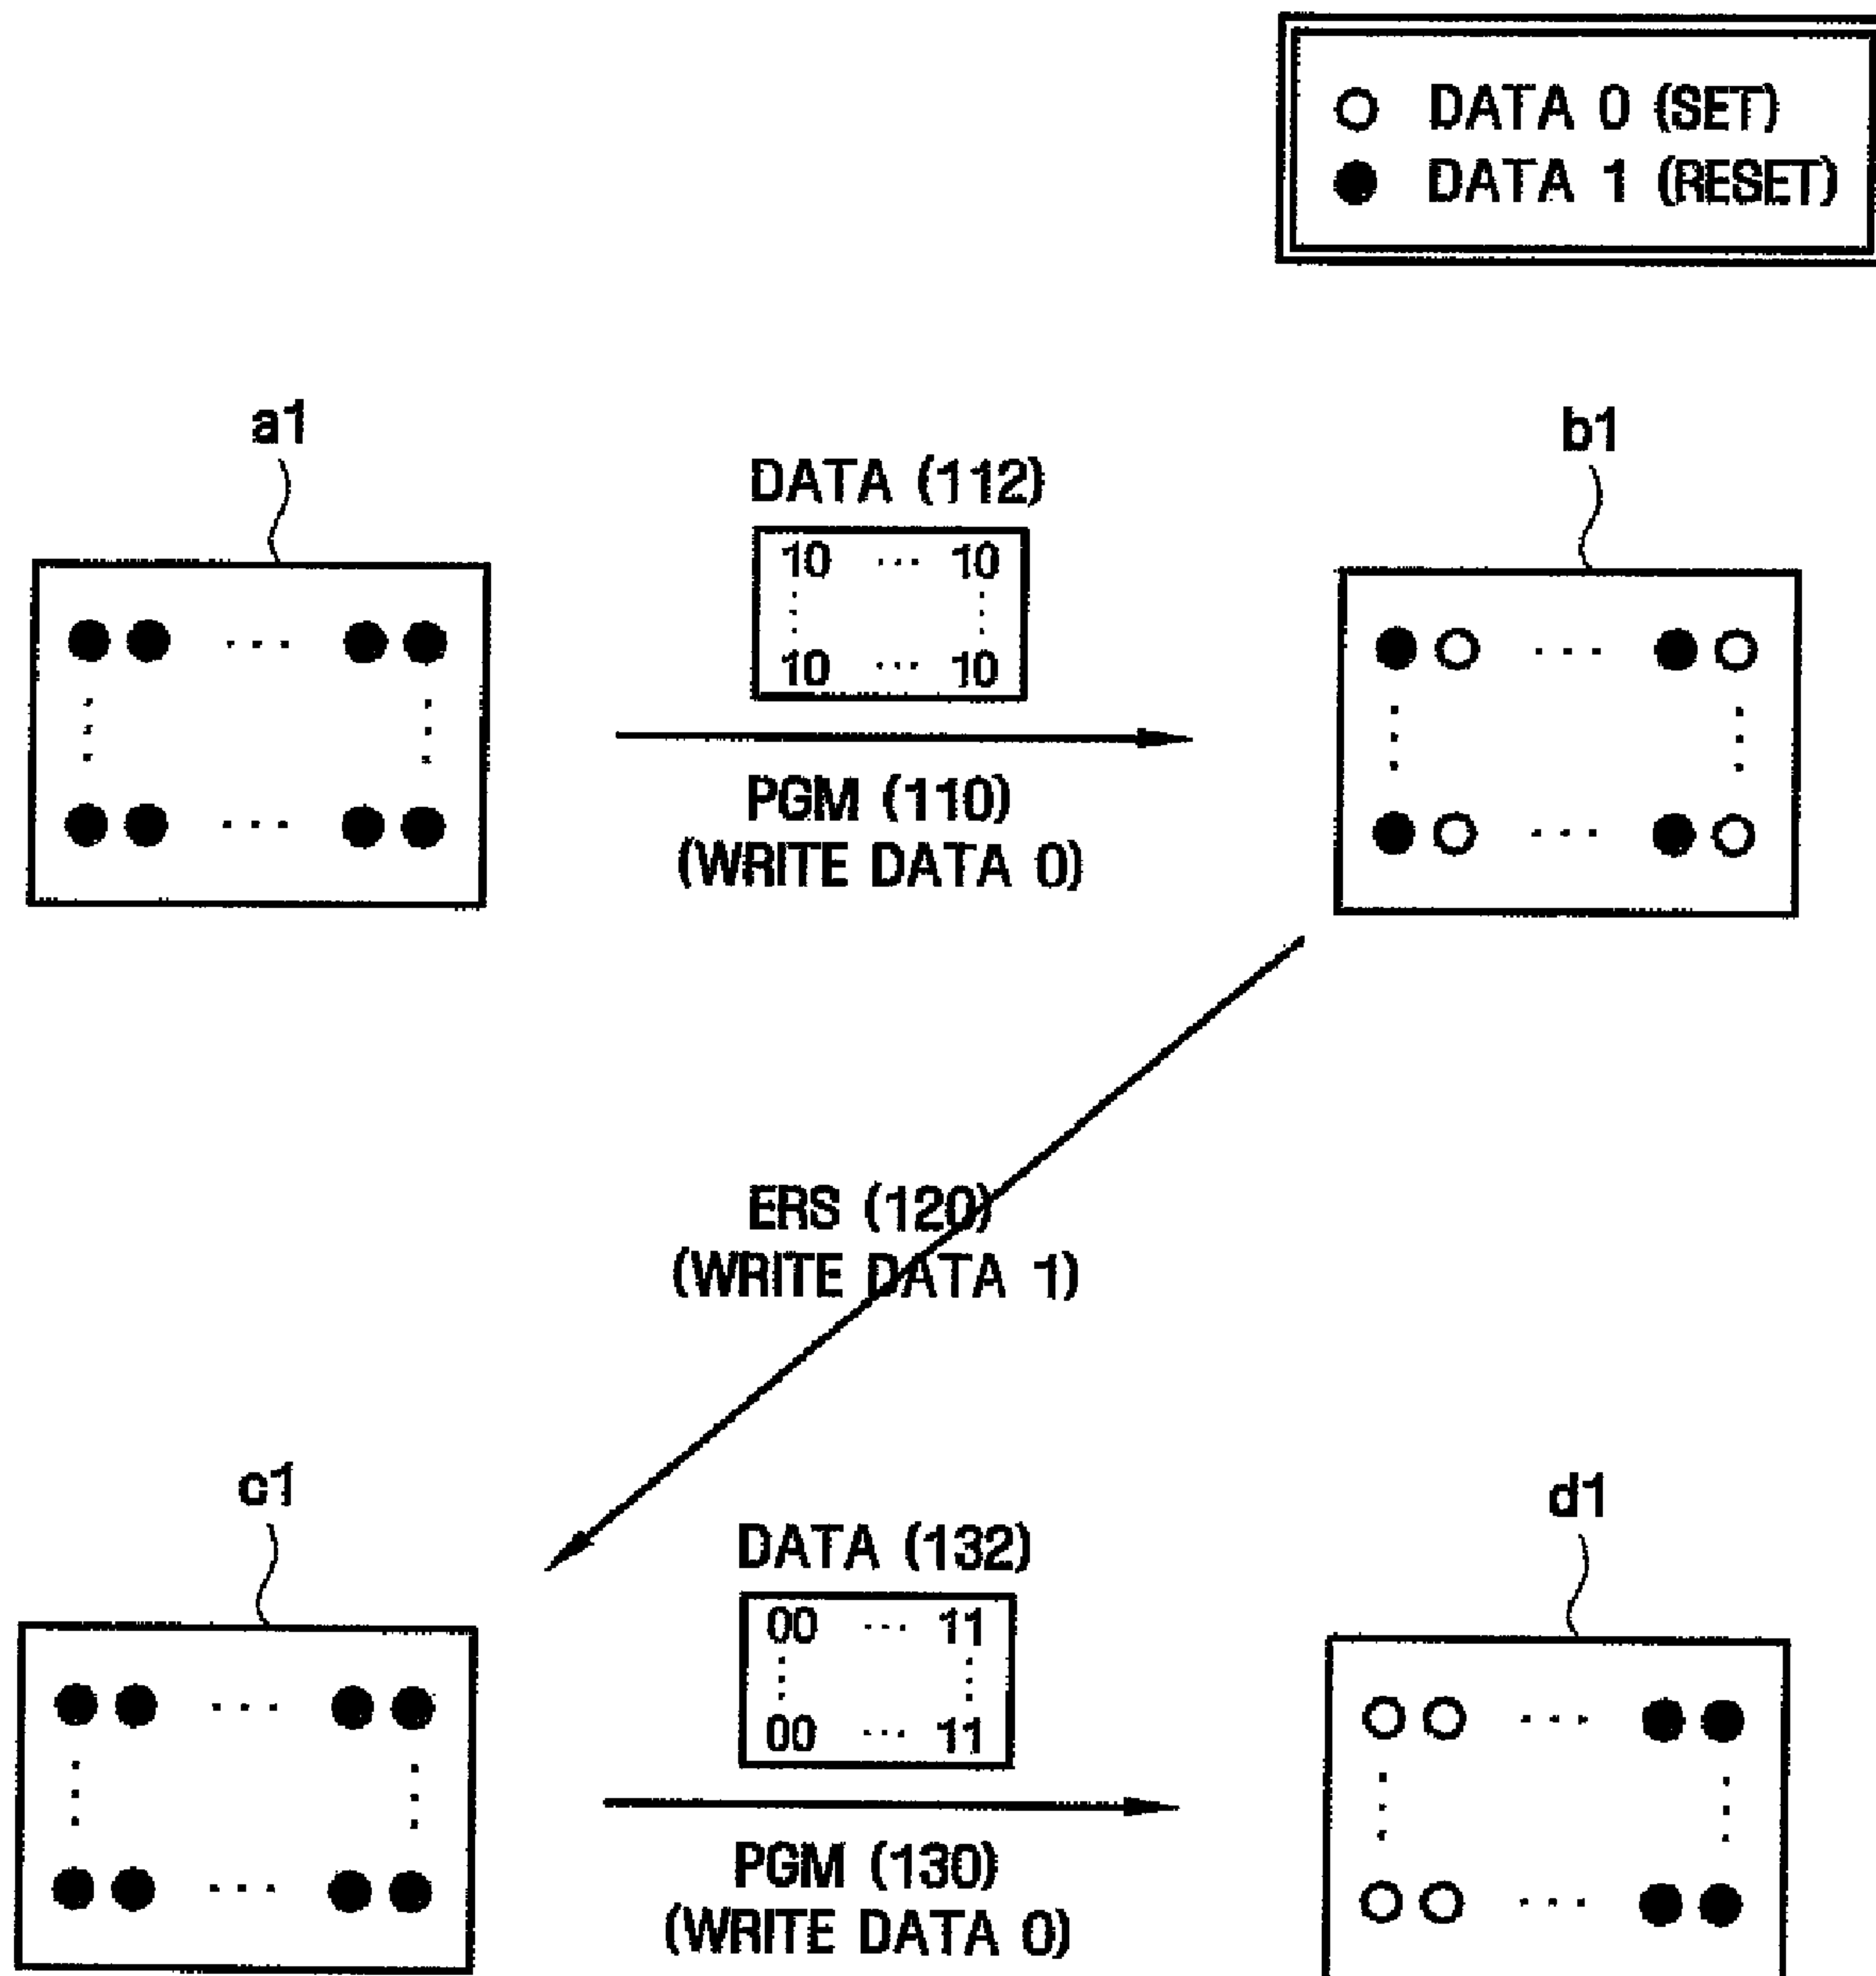 DATA 0 (SET)
DATA 1 (RESET)
a1
b1
DATA (112)
10 ··· 10
10 ··· 10
PGM (110)
(WRITE DATA 0)
ERS (120)
(WRITE DATA 1)
c1
d1
DATA (132)
00 ··· 11
00 ··· 11
PGM (130)
(WRITE DATA 0)